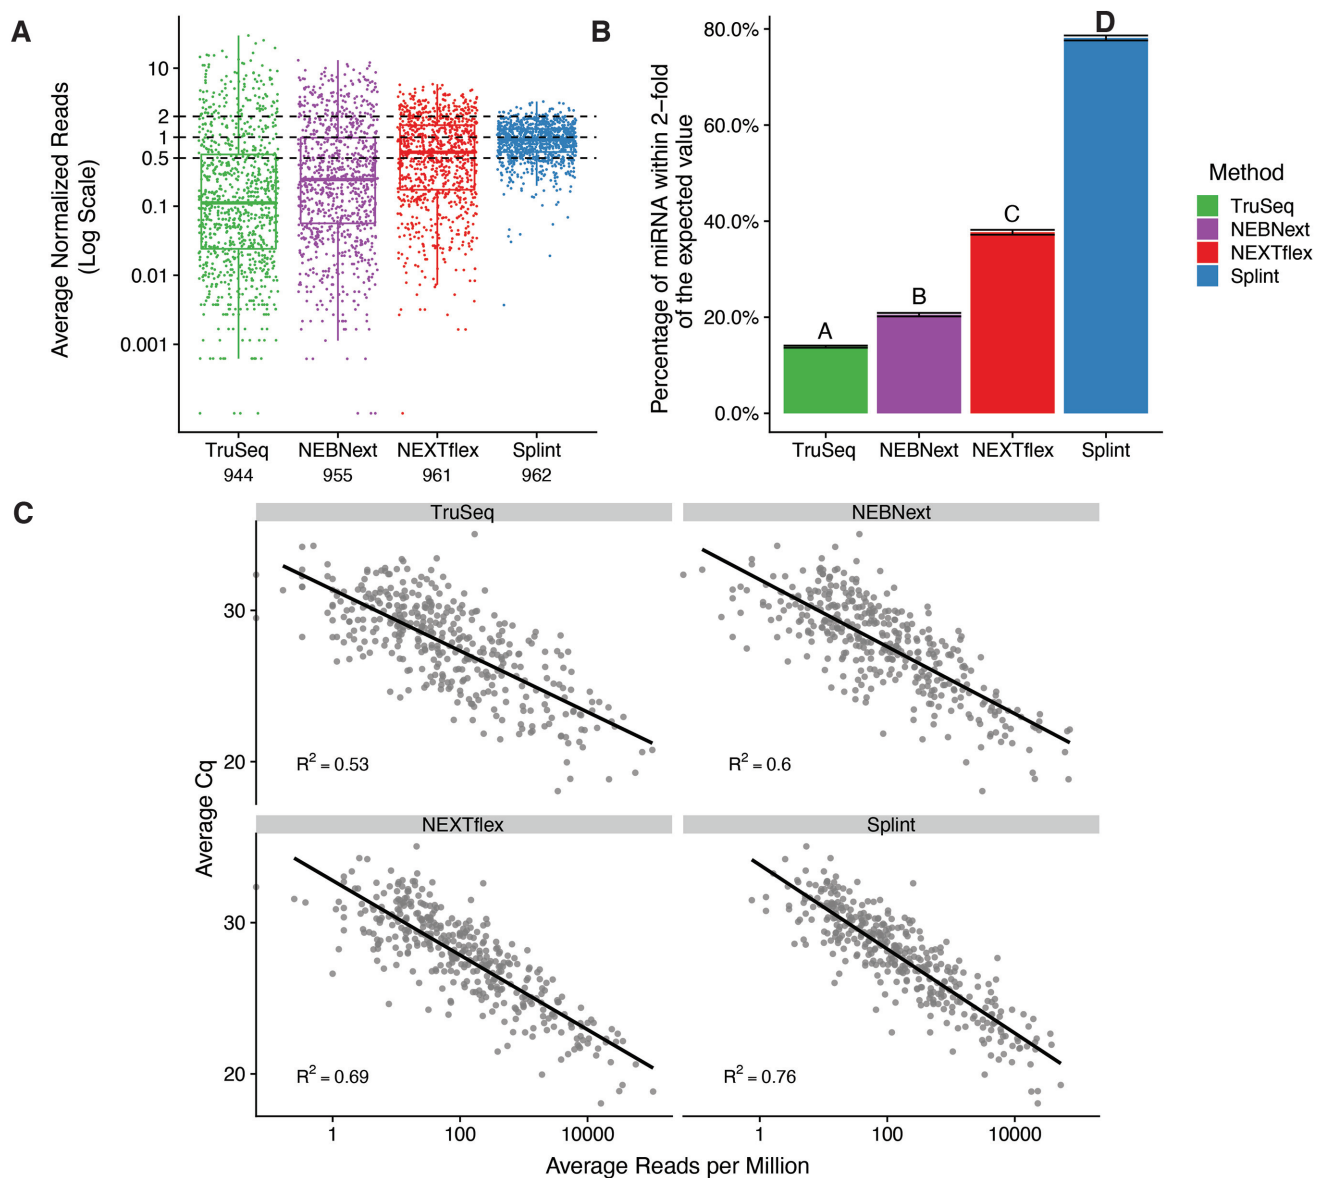 A
Average Normalized Reads
(Log Scale)
10
2
1
0.5
0.1
0.01
0.001
TruSeq
NEBNext
NEXTflex
Splint
944
955
961
962
B
Percentage of miRNA within 2−fold
of the expected value
80.0%
60.0%
40.0%
20.0%
0.0%
A
B
C
D
TruSeq
NEBNext
NEXTflex
Splint
Method
TruSeq
NEBNext
NEXTflex
Splint
C
Average Cq
TruSeq
NEBNext
30
20
R² = 0.53
R² = 0.6
NEXTflex
Splint
30
20
R² = 0.69
R² = 0.76
1
100
10000
1
100
10000
Average Reads per Million